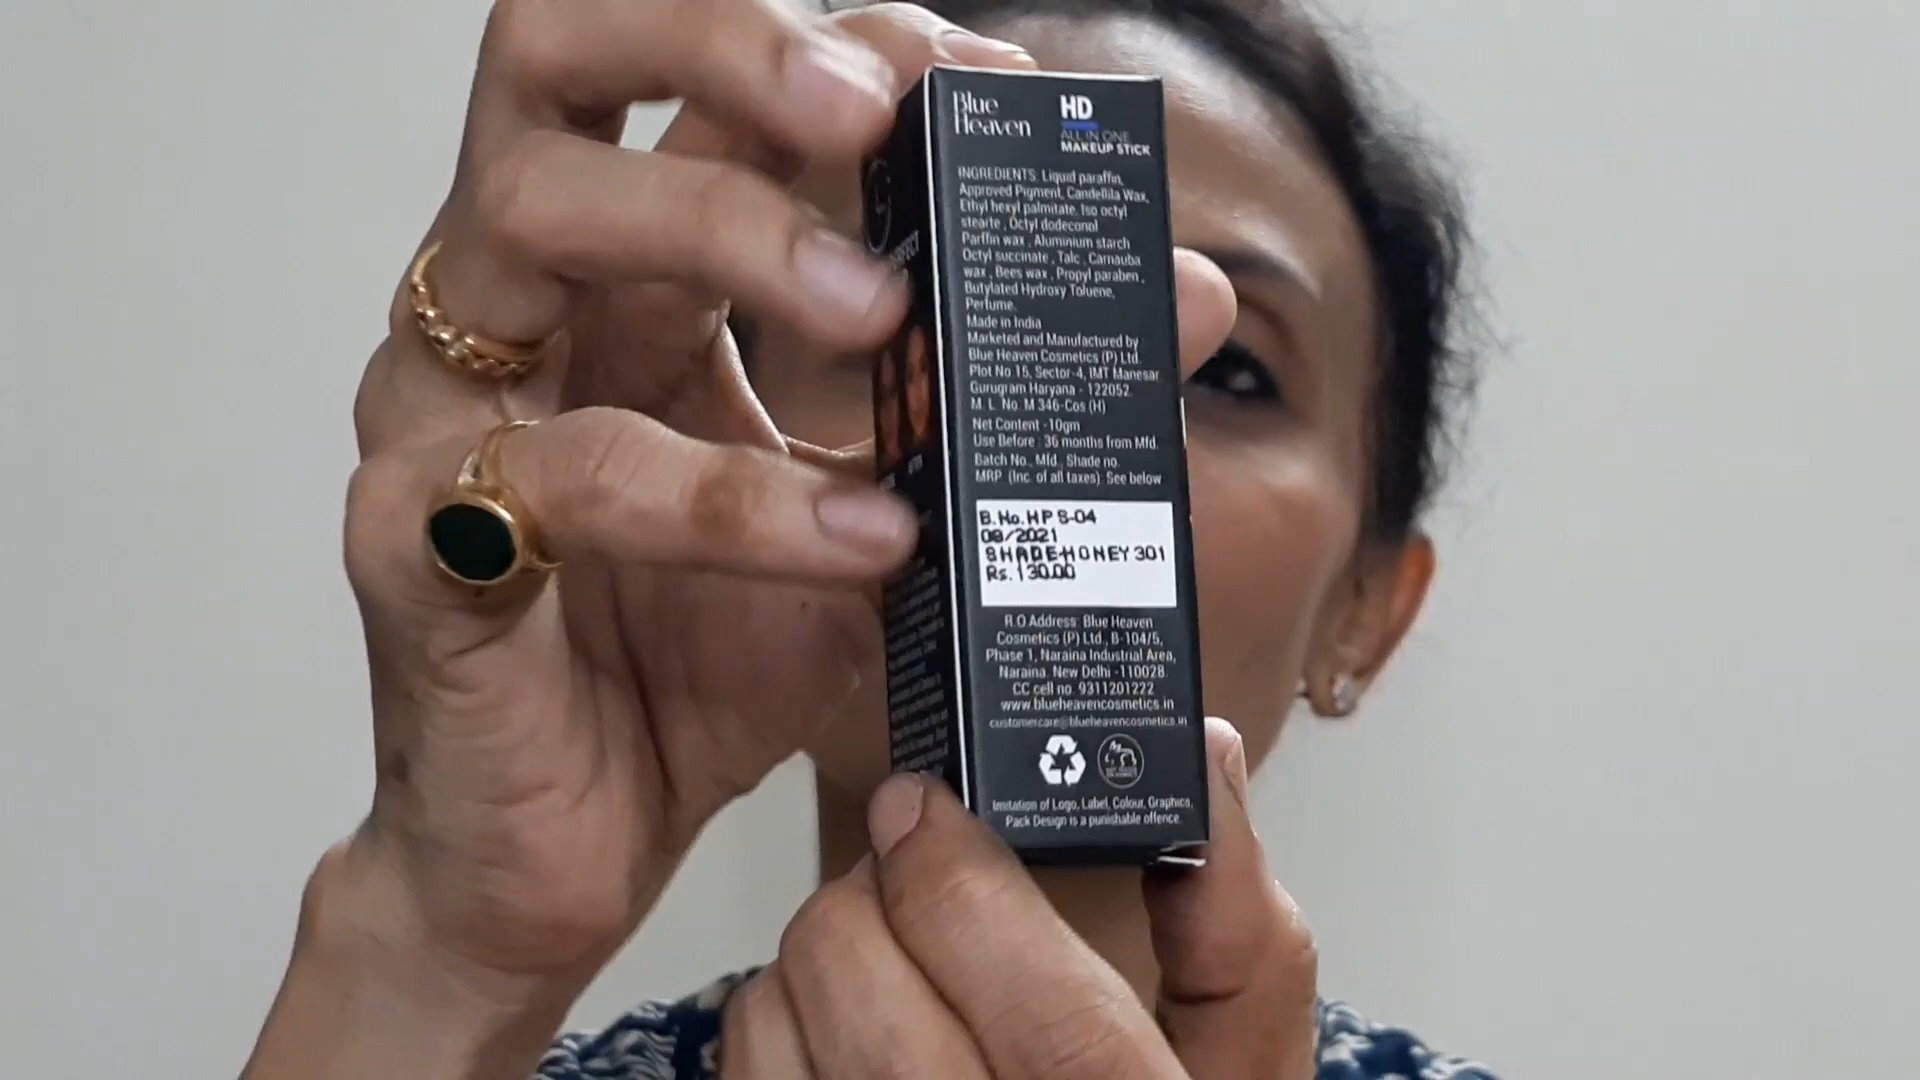 Blue
Heaven
HD
ALL IN ONE
MAKEUP STICK
INGREDIENTS: Liquid paraffin,
Approved Pigment, Candellila Wax,
Ethyl hexyl palmitate, Iso octyl
stearte , Octyl dodeconol
Parffin wax , Aluminium starch
Octyl succinate , Talc , Carnauba
wax , Bees wax , Propyl paraben ,
Butylated Hydroxy Toluene,
Perfume.
Made in India
Marketed and Manufactured by
Blue Heaven Cosmetics (P) Ltd.
Plot No 15, Sector-4, IMT Manesar
Gurugram Haryana - 122052.
M. L. No. M 346-Cos (H)
Net Content -10gm
Use Before : 36 months from Mfd.
Batch No., Mfd., Shade no.
MRP (Inc. of all taxes): See below
B.No.HPS-04
08/2021
SHADE-HONEY 301
Rs.130.00
R.O Address: Blue Heaven
Cosmetics (P) Ltd., B-104/5,
Phase 1, Naraina Industrial Area,
Naraina. New Delhi -110028.
CC cell no. 9311201222
www.blueheavencosmetics.in
customercare@blueheavencosmetics.in
Imitation of Logo, Label, Colour, Graphics,
Pack Design is a punishable offence.